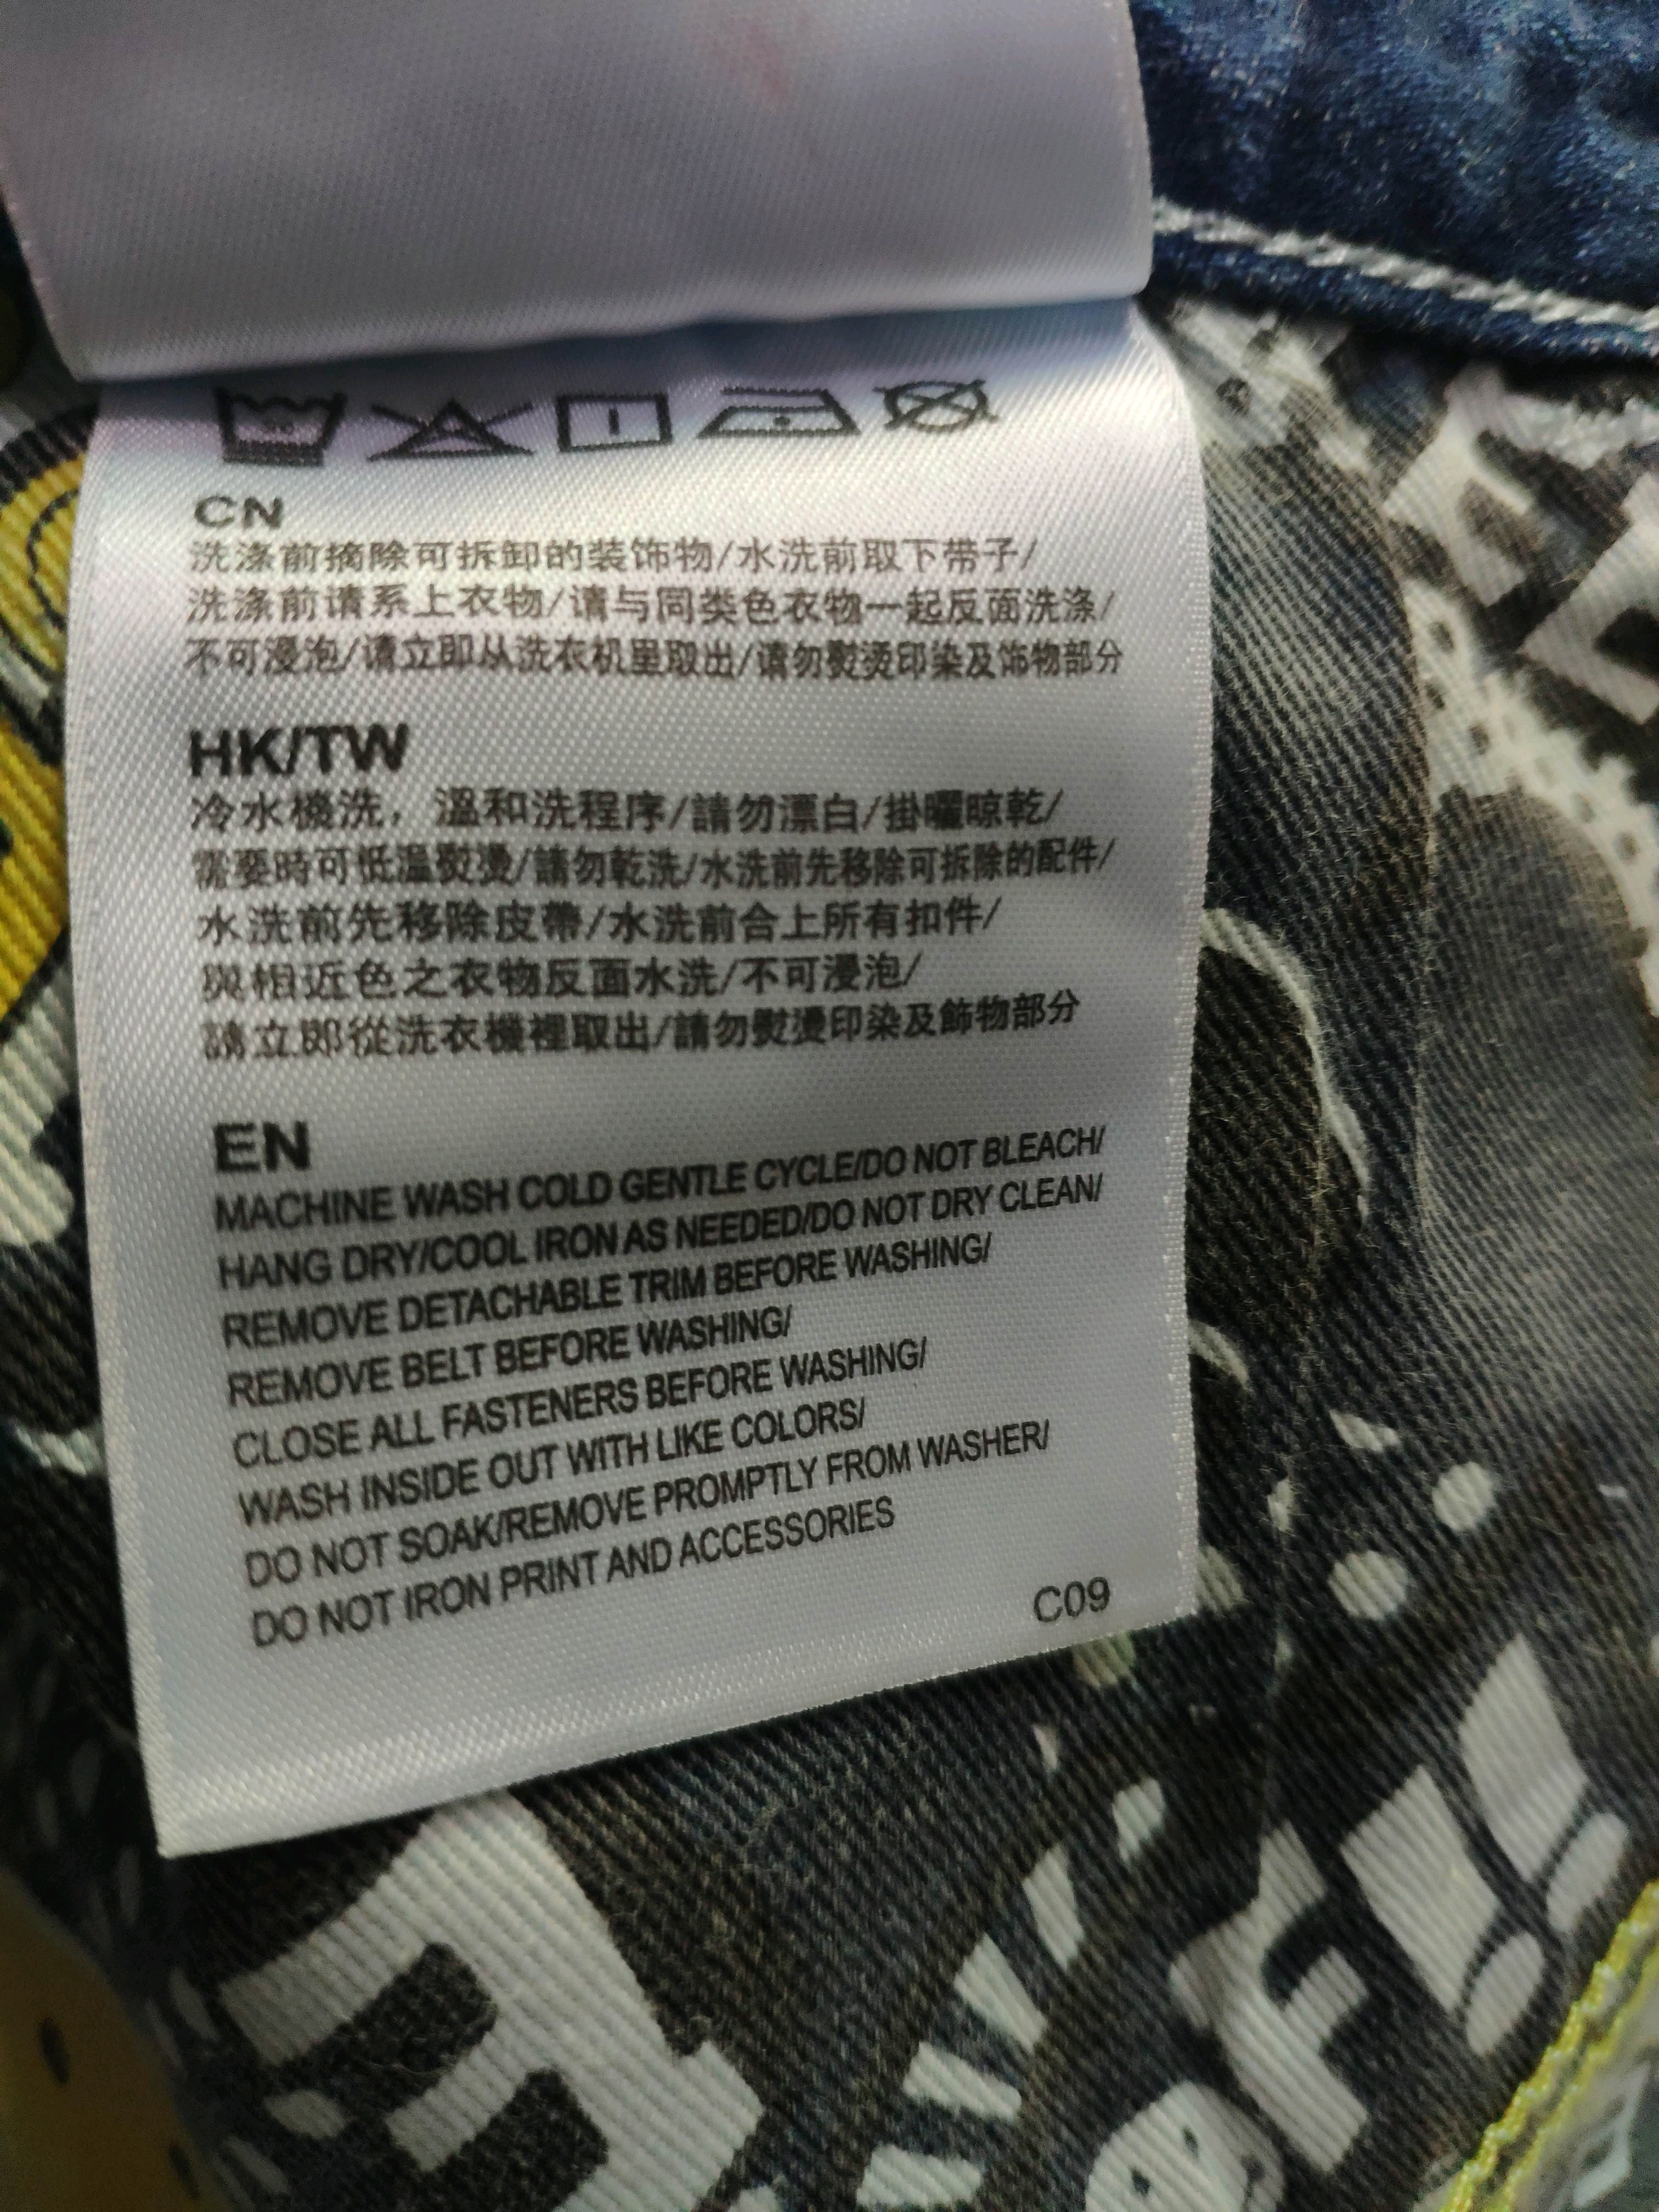 CN
洗涤前摘除可拆卸的装饰物/水洗前取下带子/
洗涤前请系上衣物/请与同类色衣物一起反面洗涤/
不可浸泡/请立即从洗衣机里取出/请勿熨烫印染及饰物部分
HK/TW
冷水機洗，溫和洗程序/請勿漂白/掛曬晾乾/
需要時可低溫熨燙/請勿乾洗/水洗前先移除可拆除的配件/
水洗前先移除皮帶/水洗前合上所有扣件/
與相近色之衣物反面水洗/不可浸泡/
請立即從洗衣機裡取出/請勿熨燙印染及飾物部分
EN
MACHINE WASH COLD GENTLE CYCLE/DO NOT BLEACH/
HANG DRY/COOL IRON AS NEEDED/DO NOT DRY CLEAN/
REMOVE DETACHABLE TRIM BEFORE WASHING/
REMOVE BELT BEFORE WASHING/
CLOSE ALL FASTENERS BEFORE WASHING/
WASH INSIDE OUT WITH LIKE COLORS/
DO NOT SOAK/REMOVE PROMPTLY FROM WASHER/
DO NOT IRON PRINT AND ACCESSORIES
C09